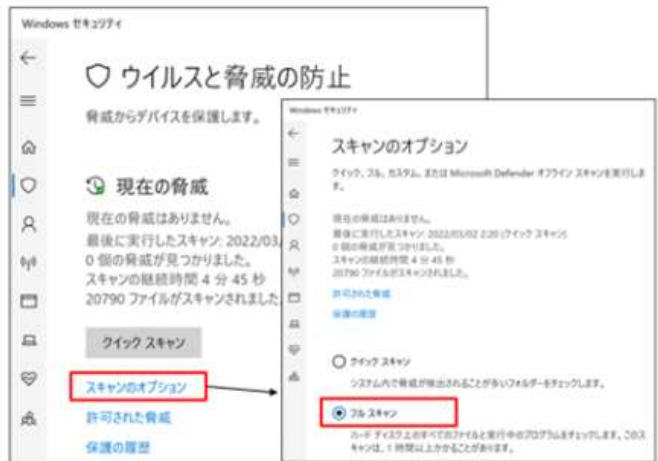 Windows セキュリティ
ウイルスと脅威の防止
脅威からデバイスを保護します。
現在の脅威
現在の脅威はありません。
最後に実行したスキャン: 2022/03/
0 個の脅威が見つかりました。
スキャンの継続時間 4 分 45 秒
20790 ファイルがスキャンされました
クイック スキャン
スキャンのオプション
許可された脅威
保護の履歴
Windows セキュリティ
スキャンのオプション
クイック、フル、カスタム、または Microsoft Defender オフライン スキャンを実行しま
す。
現在の脅威はありません。
最後に実行したスキャン: 2022/03/02 2:20 (クイック スキャン)
0 個の脅威が見つかりました。
スキャンの継続時間 4 分 45 秒
20790 ファイルがスキャンされました。
許可された脅威
保護の履歴
クイック スキャン
システム内で脅威が検出されることが多いフォルダーをチェックします。
フル スキャン
ハード ディスク上のすべてのファイルと実行中のプログラムをチェックします。このス
キャンは、1 時間以上かかることがあります。